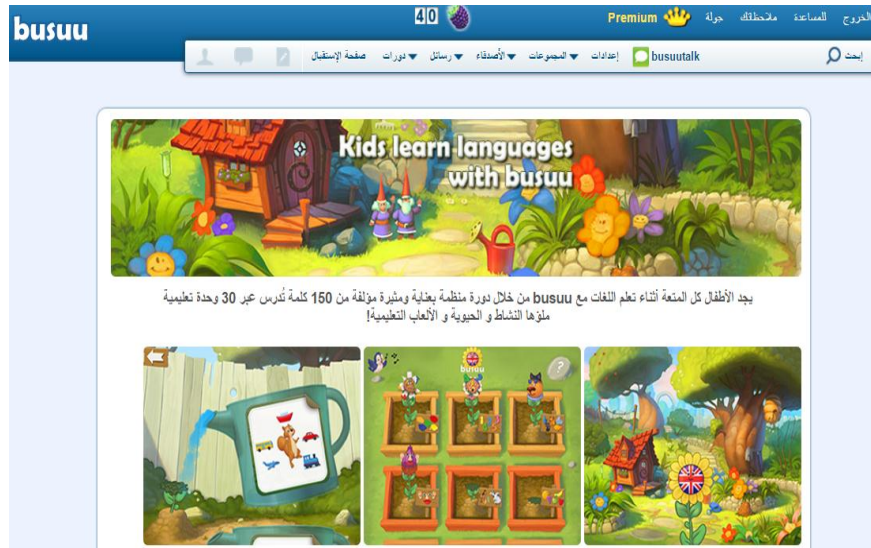 busuu
40
Premium جولة ملاحظاتك للمساعدة الخروج
صفحة الإستقبال دورات رسائل الأصدقاء المجموعات إعدادات busuutalk إبحث
Kids learn languages
with busuu
يجد الأطفال كل المتعة أثناء تعلم اللغات مع busuu من خلال دورة منظمة بعناية ومثيرة مؤلفة من 150 كلمة تُدرس عبر 30 وحدة تعليمية
ملؤها النشاط و الحيوية و الألعاب التعليمية!
busuu
?